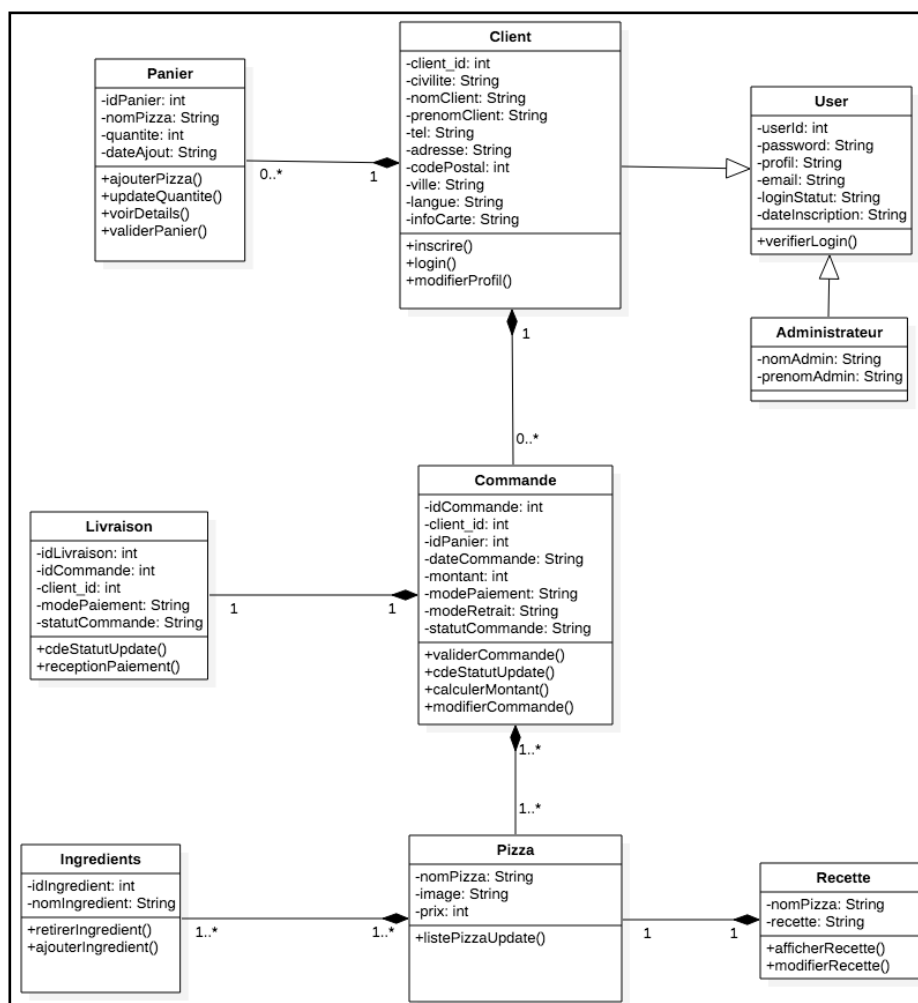 Client
-client_id: int
-civilite: String
-nomClient: String
-prenomClient: String
-tel: String
-adresse: String
-codePostal: int
-ville: String
-langue: String
-infoCarte: String
+inscrire()
+login()
+modifierProfil()
Panier
-idPanier: int
-nomPizza: String
-quantite: int
-dateAjout: String
+ajouterPizza()
+updateQuantite()
+voirDetails()
+validerPanier()
0..*
1
User
-userId: int
-password: String
-profil: String
-email: String
-loginStatut: String
-dateInscription: String
+verifierLogin()
Administrateur
-nomAdmin: String
-prenomAdmin: String
1
0..*
Commande
-idCommande: int
-client_id: int
-idPanier: int
-dateCommande: String
-montant: int
-modePaiement: String
-modeRetrait: String
-statutCommande: String
+validerCommande()
+cdeStatutUpdate()
+calculerMontant()
+modifierCommande()
Livraison
-idLivraison: int
-idCommande: int
-client_id: int
-modePaiement: String
-statutCommande: String
+cdeStatutUpdate()
+receptionPaiement()
1
1
1..*
1..*
Ingredients
-idIngredient: int
-nomIngredient: String
+retirerIngredient()
+ajouterIngredient()
1..*
1..*
Pizza
-nomPizza: String
-image: String
-prix: int
+listePizzaUpdate()
1
1
Recette
-nomPizza: String
-recette: String
+afficherRecette()
+modifierRecette()